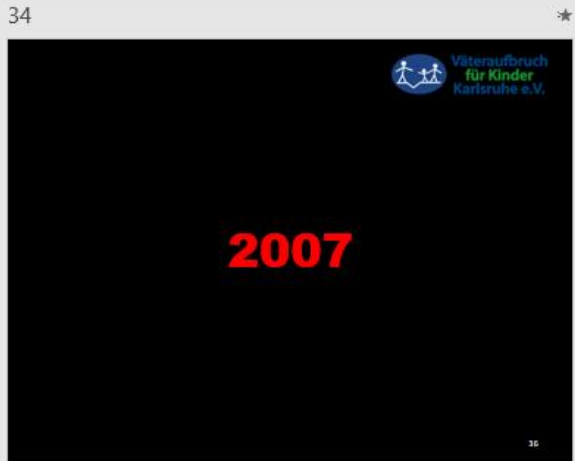 34
Väteraufbruch
für Kinder
Karlsruhe e.V.
2007
36